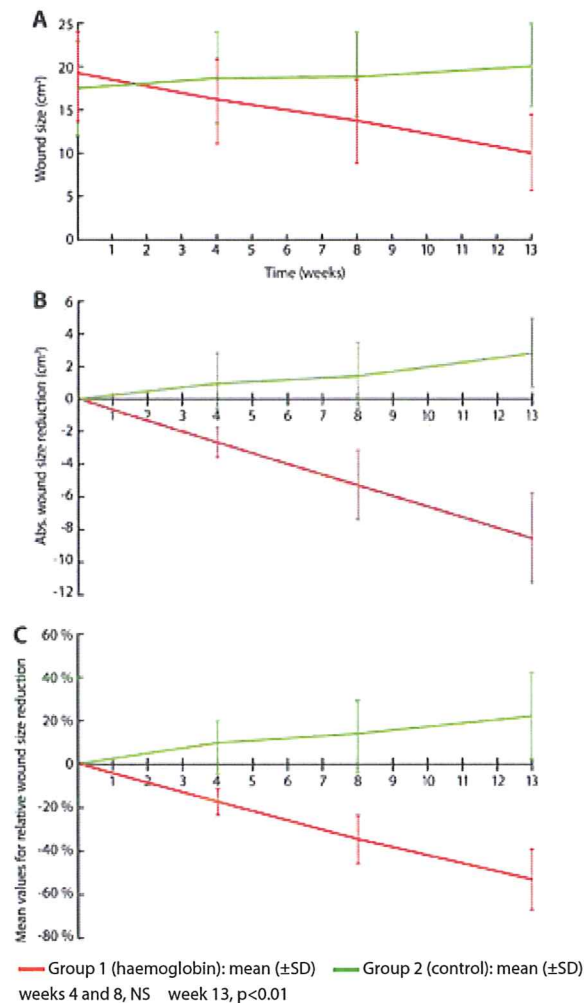 A
Wound size (cm²)
25
20
15
10
5
0
1 2 3 4 5 6 7 8 9 10 11 12 13
Time (weeks)
B
Abs. wound size reduction (cm²)
6
4
2
0
-2
-4
-6
-8
-10
-12
1 2 3 4 5 6 7 8 9 10 11 12 13
C
Mean values for relative wound size reduction
60 %
40 %
20 %
0
-20 %
-40 %
-60 %
-80 %
1 2 3 4 5 6 7 8 9 10 11 12 13
Group 1 (haemoglobin): mean (±SD) Group 2 (control): mean (±SD)
weeks 4 and 8, NS week 13, p<0.01